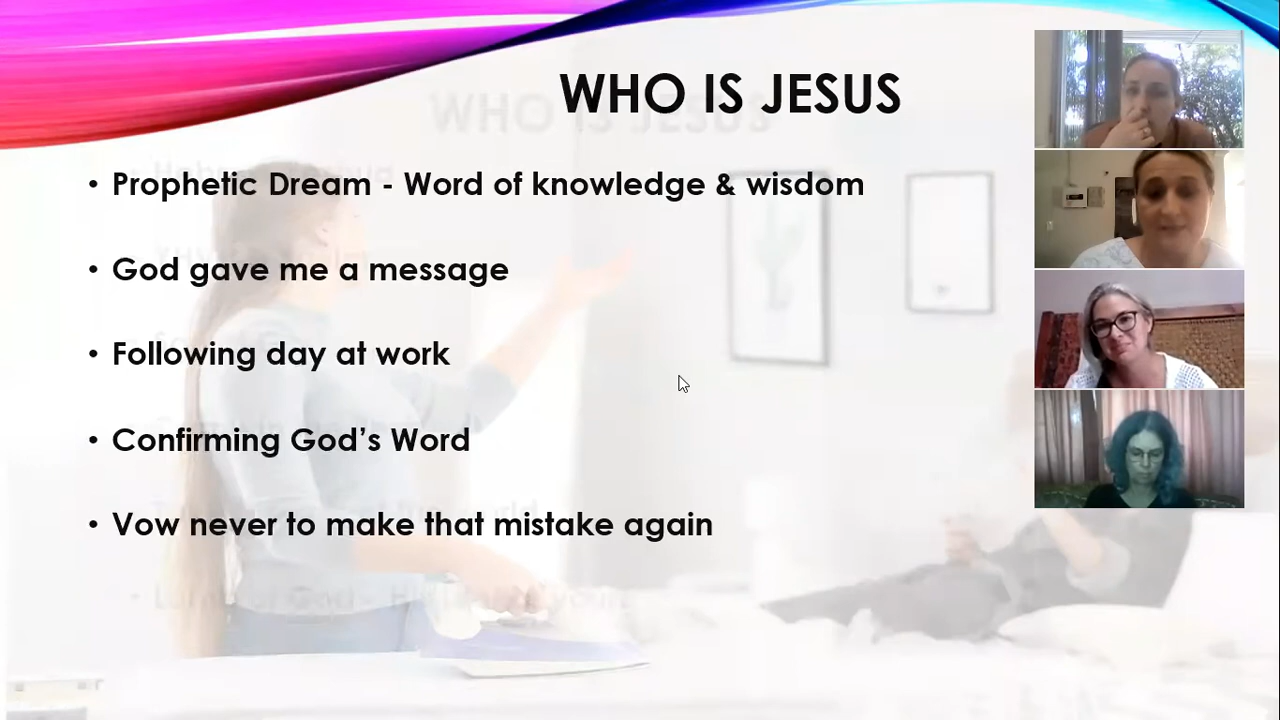 WHO IS JESUS
• Prophetic Dream - Word of knowledge & wisdom
• God gave me a message
• Following day at work
• Confirming God’s Word
• Vow never to make that mistake again